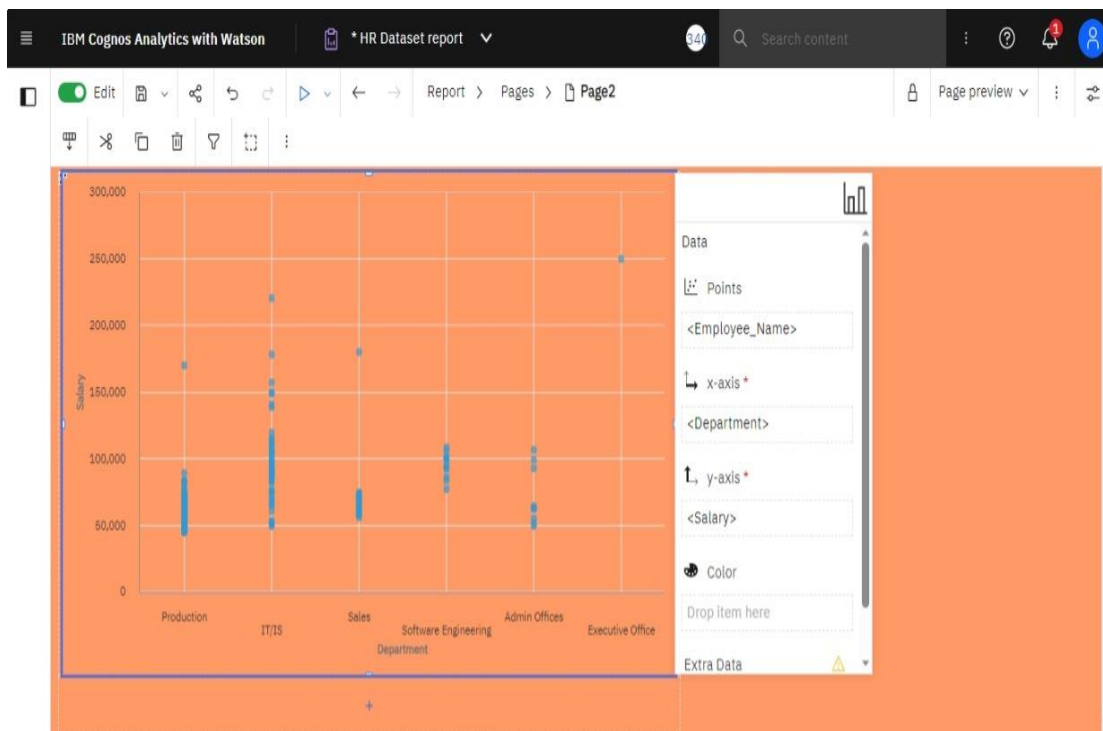 IBM Cognos Analytics with Watson
* HR Dataset report
340
Search content
1
Edit
Report > Pages > Page2
Page preview
300,000
250,000
200,000
150,000
100,000
50,000
0
Salary
Production
IT/IS
Sales
Software Engineering
Admin Offices
Executive Office
Department
Data
Points
<Employee_Name>
x-axis *
<Department>
y-axis *
<Salary>
Color
Drop item here
Extra Data